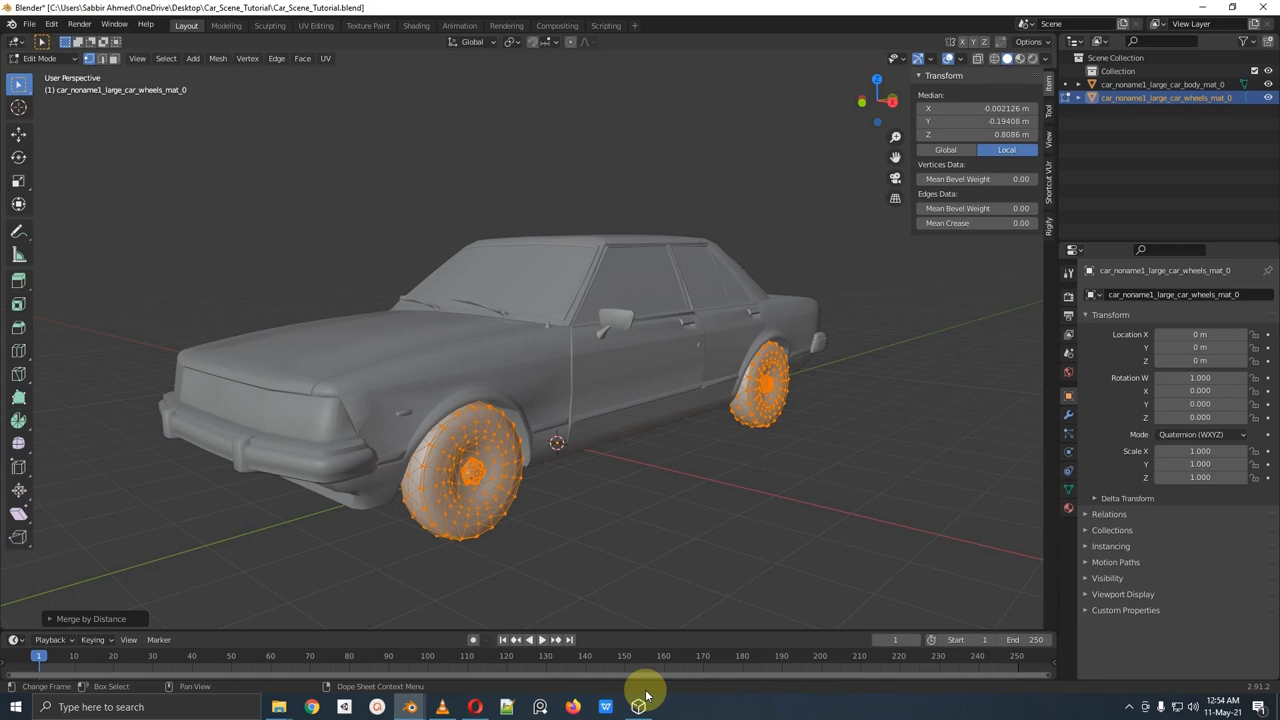 Blender* [C:\Users\Sabbi Ahmed\OneDrive\Desktop\Car_Scene_Tutorial\Car_Scene_Tutorial.blend]
File Edit Render Window Help Layout Modeling Sculpting UV Editing Texture Paint Shading Animation Rendering Compositing Scripting + Scene View Layer
Global X Y Z Options
Edit Mode View Select Add Mesh Vertex Edge Face UV
User Perspective
(1) car_noname1_large_car_wheels_mat_0
Transform
Median:
X -0.002126 m
Y -0.19408 m
Z 0.8086 m
Global Local
Vertices Data:
Mean Bevel Weight 0.00
Edges Data:
Mean Bevel Weight 0.00
Mean Crease 0.00
Item
Tool
View
Shortcut VUr
Rigify
Z
X
Scene Collection
Collection
car_noname1_large_car_body_mat_0
car_noname1_large_car_wheels_mat_0
car_noname1_large_car_wheels_mat_0
car_noname1_large_car_wheels_mat_0
Transform
Location X 0 m
Y 0 m
Z 0 m
Rotation W 1.000
X 0.000
Y 0.000
Z 0.000
Mode Quaternion (WXYZ)
Scale X 1.000
Y 1.000
Z 1.000
Delta Transform
Relations
Collections
Instancing
Motion Paths
Visibility
Viewport Display
Custom Properties
Merge by Distance
Playback Keying View Marker 1 Start 1 End 250
1 10 20 30 40 50 60 70 80 90 100 110 120 130 140 150 160 170 180 190 200 210 220 230 240 250
Change Frame Box Select Pan View Dope Sheet Context Menu 2.91.2
Type here to search
12:54 AM
11-May-21